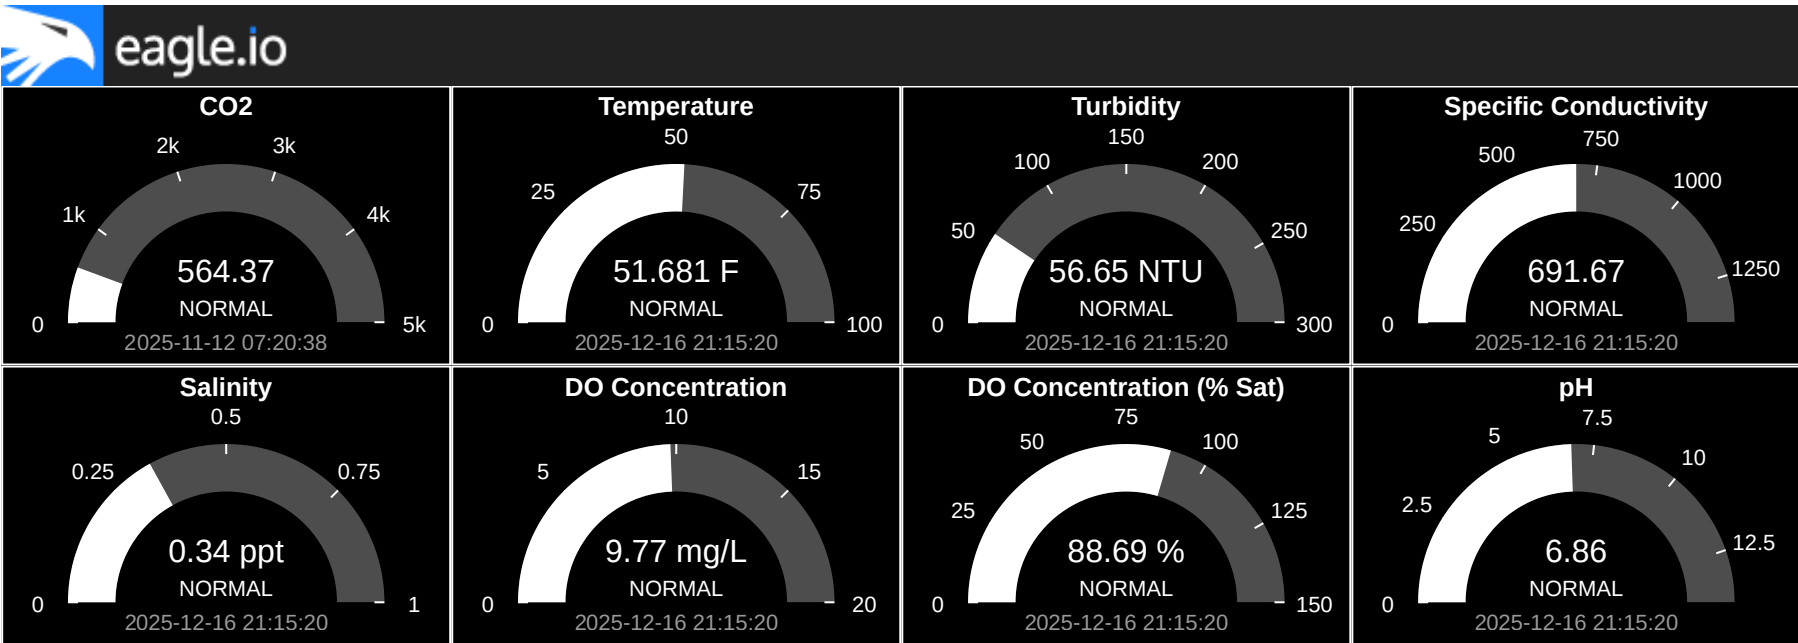 eagle.io
CO2
0
1k
2k
3k
4k
5k
564.37
NORMAL
2025-11-12 07:20:38
Temperature
0
25
50
75
100
51.681 F
NORMAL
2025-12-16 21:15:20
Turbidity
0
50
100
150
200
250
300
56.65 NTU
NORMAL
2025-12-16 21:15:20
Specific Conductivity
0
250
500
750
1000
1250
691.67
NORMAL
2025-12-16 21:15:20
Salinity
0
0.25
0.5
0.75
1
0.34 ppt
NORMAL
2025-12-16 21:15:20
DO Concentration
0
5
10
15
20
9.77 mg/L
NORMAL
2025-12-16 21:15:20
DO Concentration (% Sat)
0
25
50
75
100
125
150
88.69 %
NORMAL
2025-12-16 21:15:20
pH
0
2.5
5
7.5
10
12.5
6.86
NORMAL
2025-12-16 21:15:20